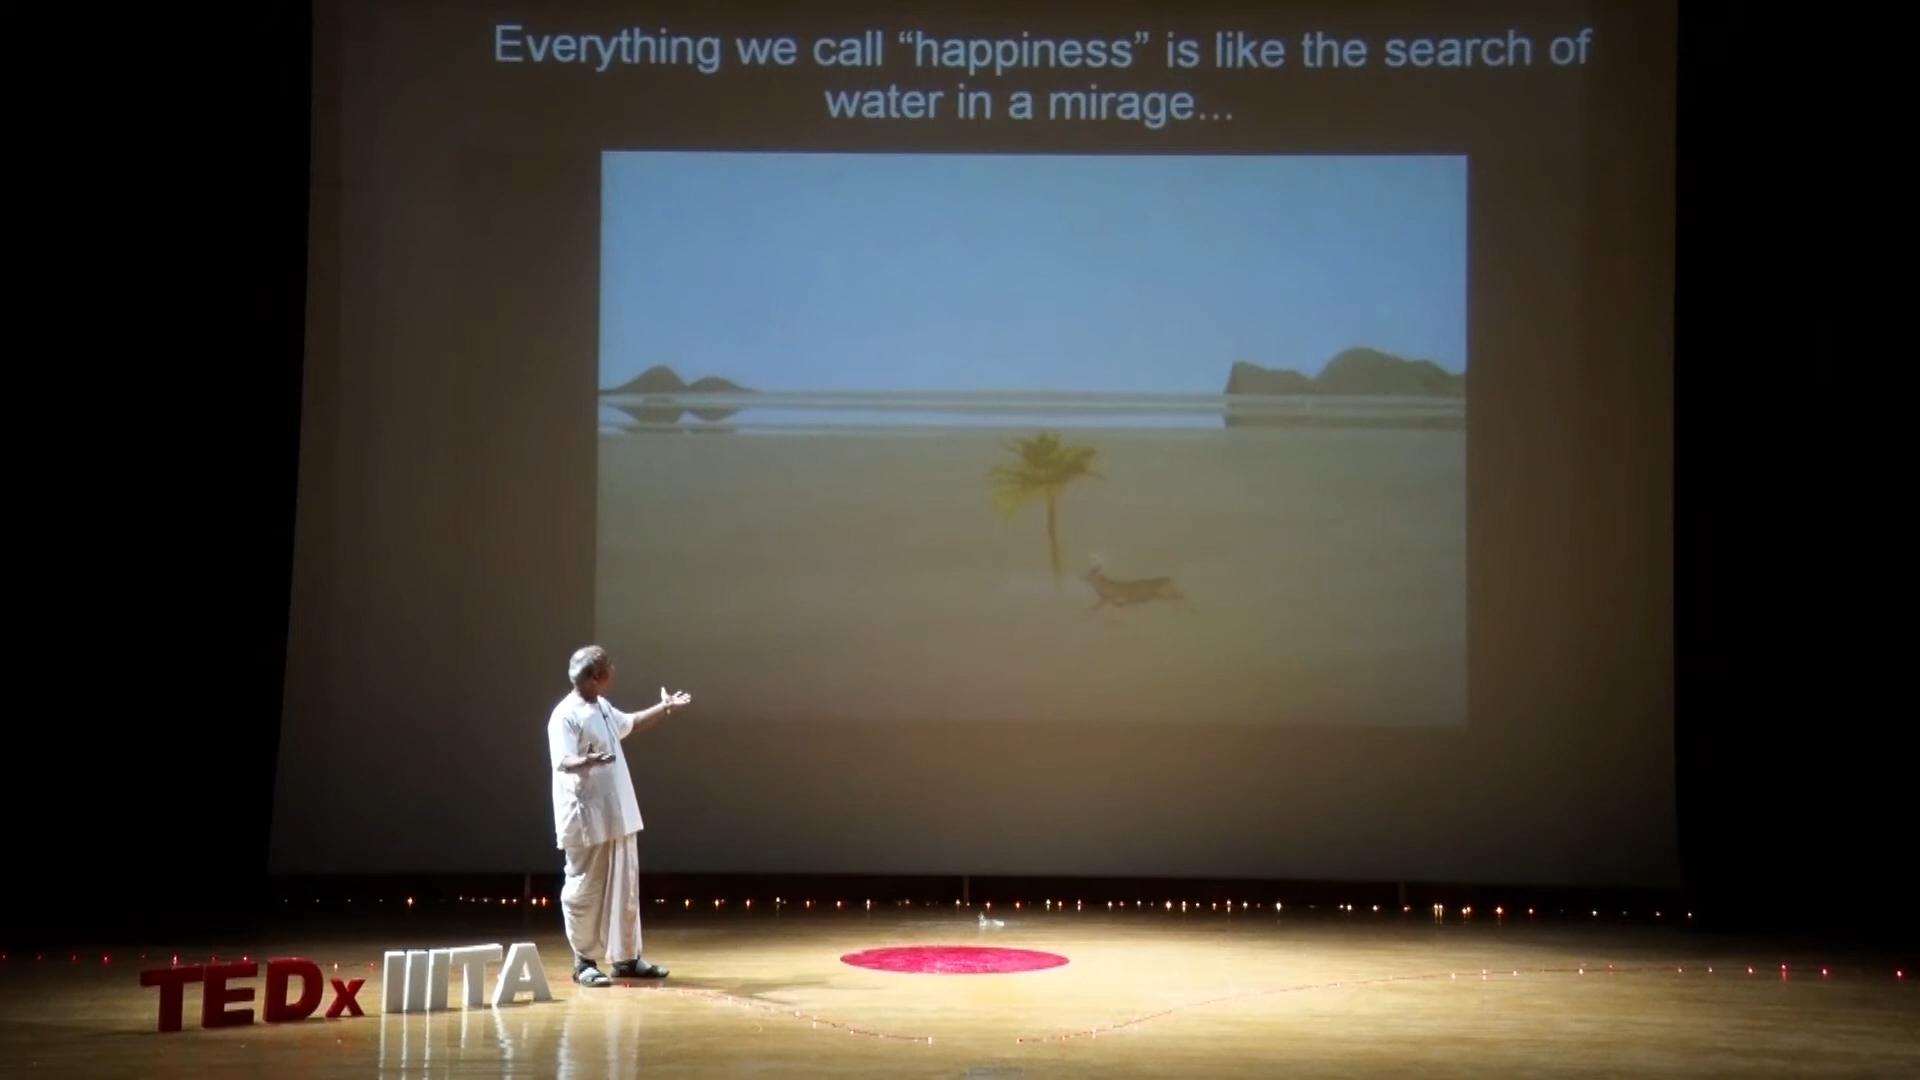 Everything we call “happiness” is like the search of
water in a mirage...
TEDx IIITA